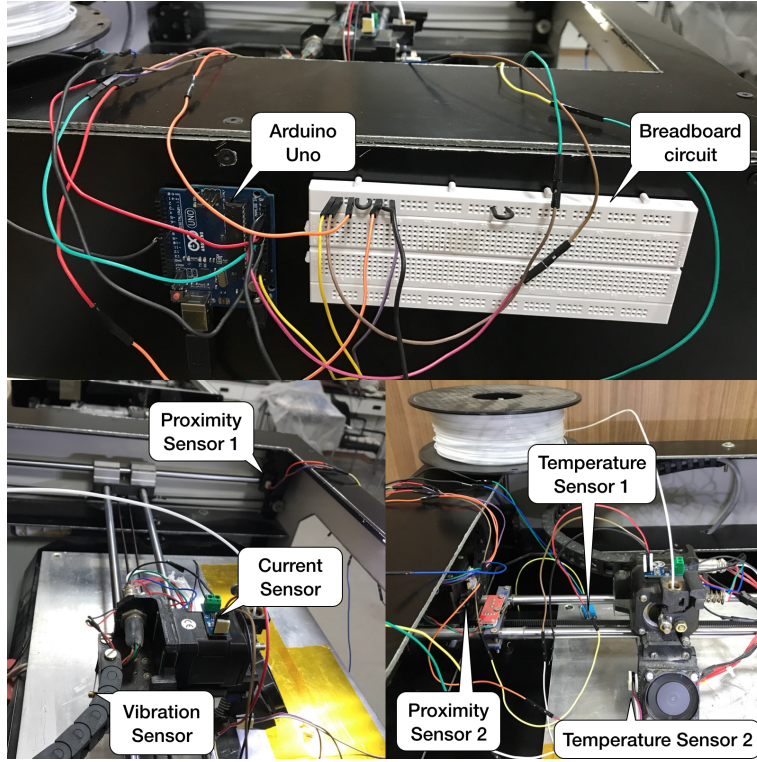 Arduino
Uno
Breadboard
circuit
UNO
Proximity
Sensor 1
Current
Sensor
Vibration
Sensor
Temperature
Sensor 1
Proximity
Sensor 2
Temperature Sensor 2